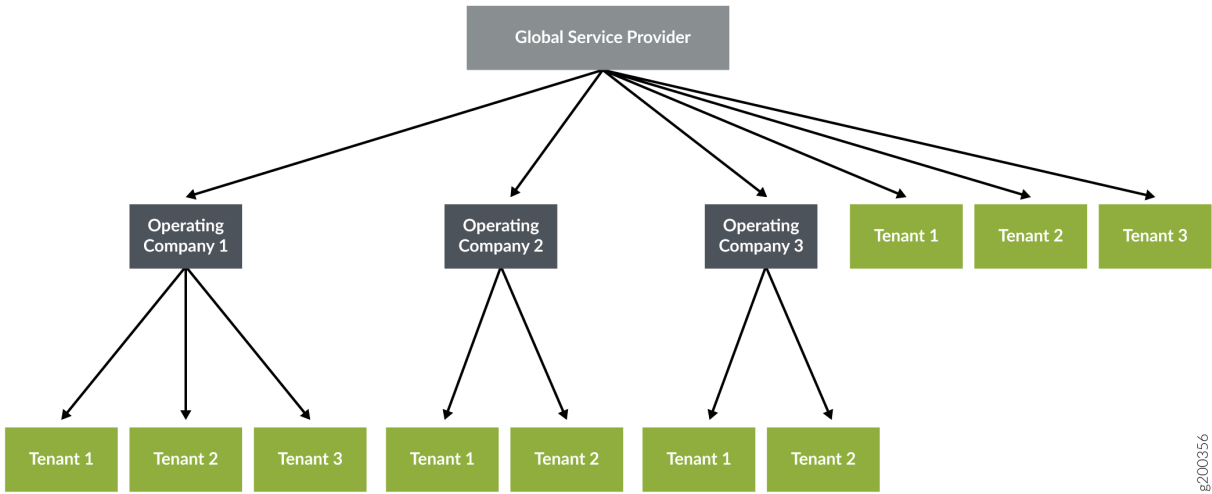 Global Service Provider
Operating
Company 1
Operating
Company 2
Operating
Company 3
Tenant 1
Tenant 2
Tenant 3
Tenant 1
Tenant 2
Tenant 3
Tenant 1
Tenant 2
Tenant 1
Tenant 2
g200356